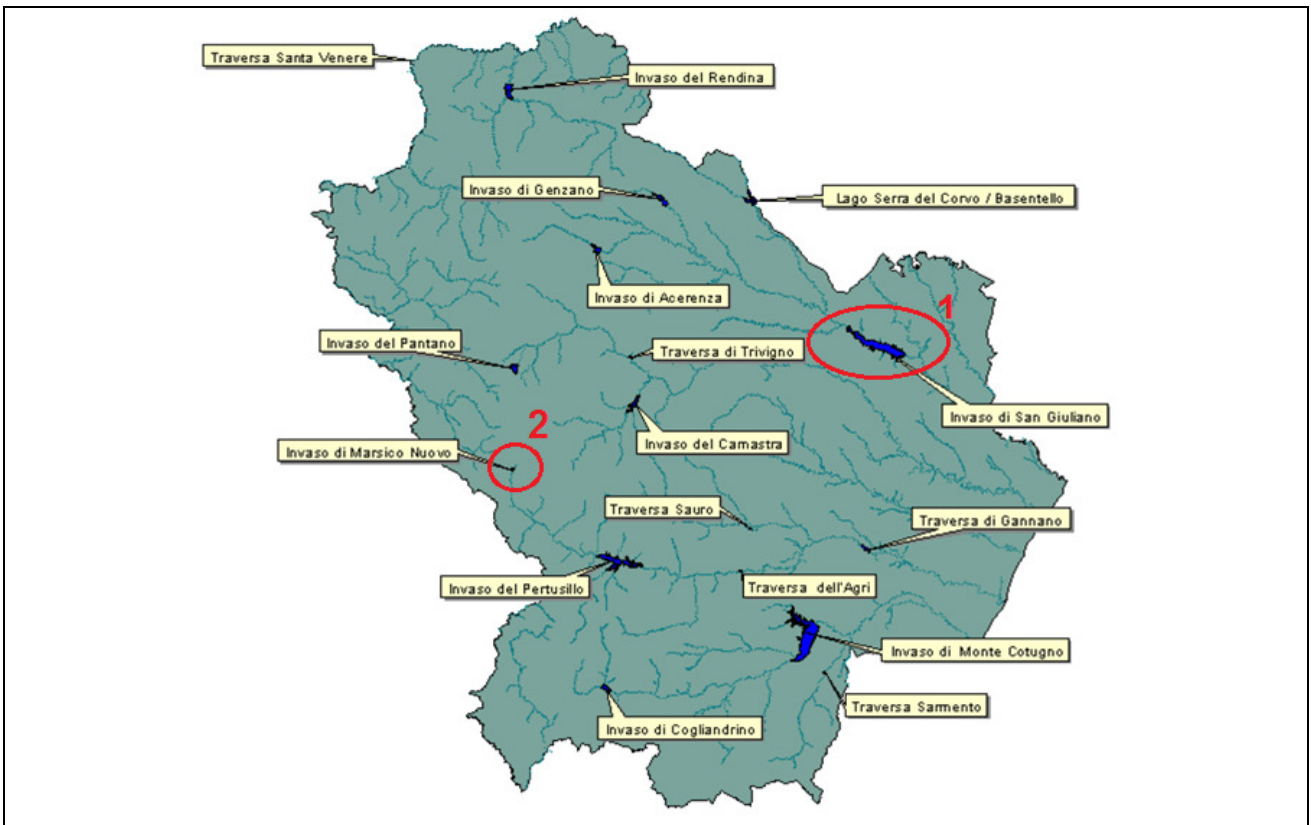 Traversa Santa Venere
Invaso del Rendina
Invaso di Genzano
Lago Serra del Corvo / Basentello
Invaso di Acerenza
1
Invaso del Pantano
Traversa di Trivigno
Invaso di San Giuliano
2
Invaso del Camastra
Invaso di Marsico Nuovo
Traversa Sauro
Traversa di Gannano
Invaso del Pertusillo
Traversa dell'Agri
Invaso di Monte Cotugno
Traversa Sarmento
Invaso di Cogliandrino